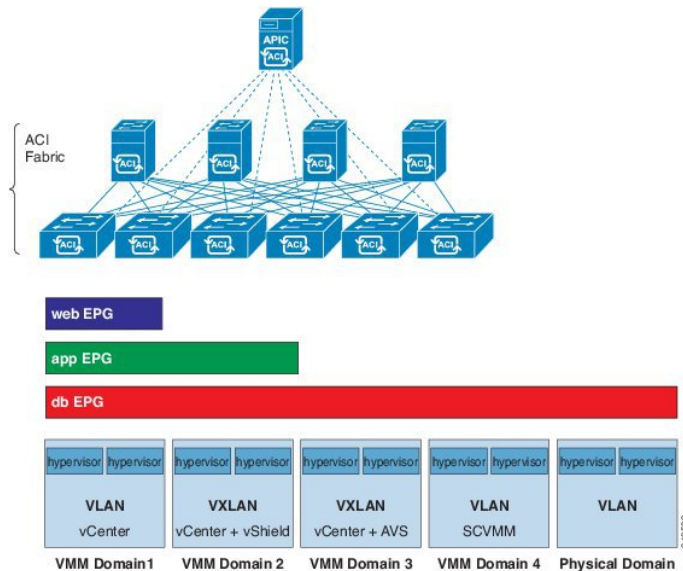 APIC
ACI
ACI
Fabric
ACI ACI ACI ACI
ACI ACI ACI ACI ACI ACI
web EPG
app EPG
db EPG
hypervisor hypervisor hypervisor hypervisor hypervisor hypervisor hypervisor hypervisor hypervisor hypervisor
VLAN VXLAN VXLAN VLAN VLAN
vCenter vCenter + vShield vCenter + AVS SCVMM
VMM Domain1 VMM Domain 2 VMM Domain 3 VMM Domain 4 Physical Domain